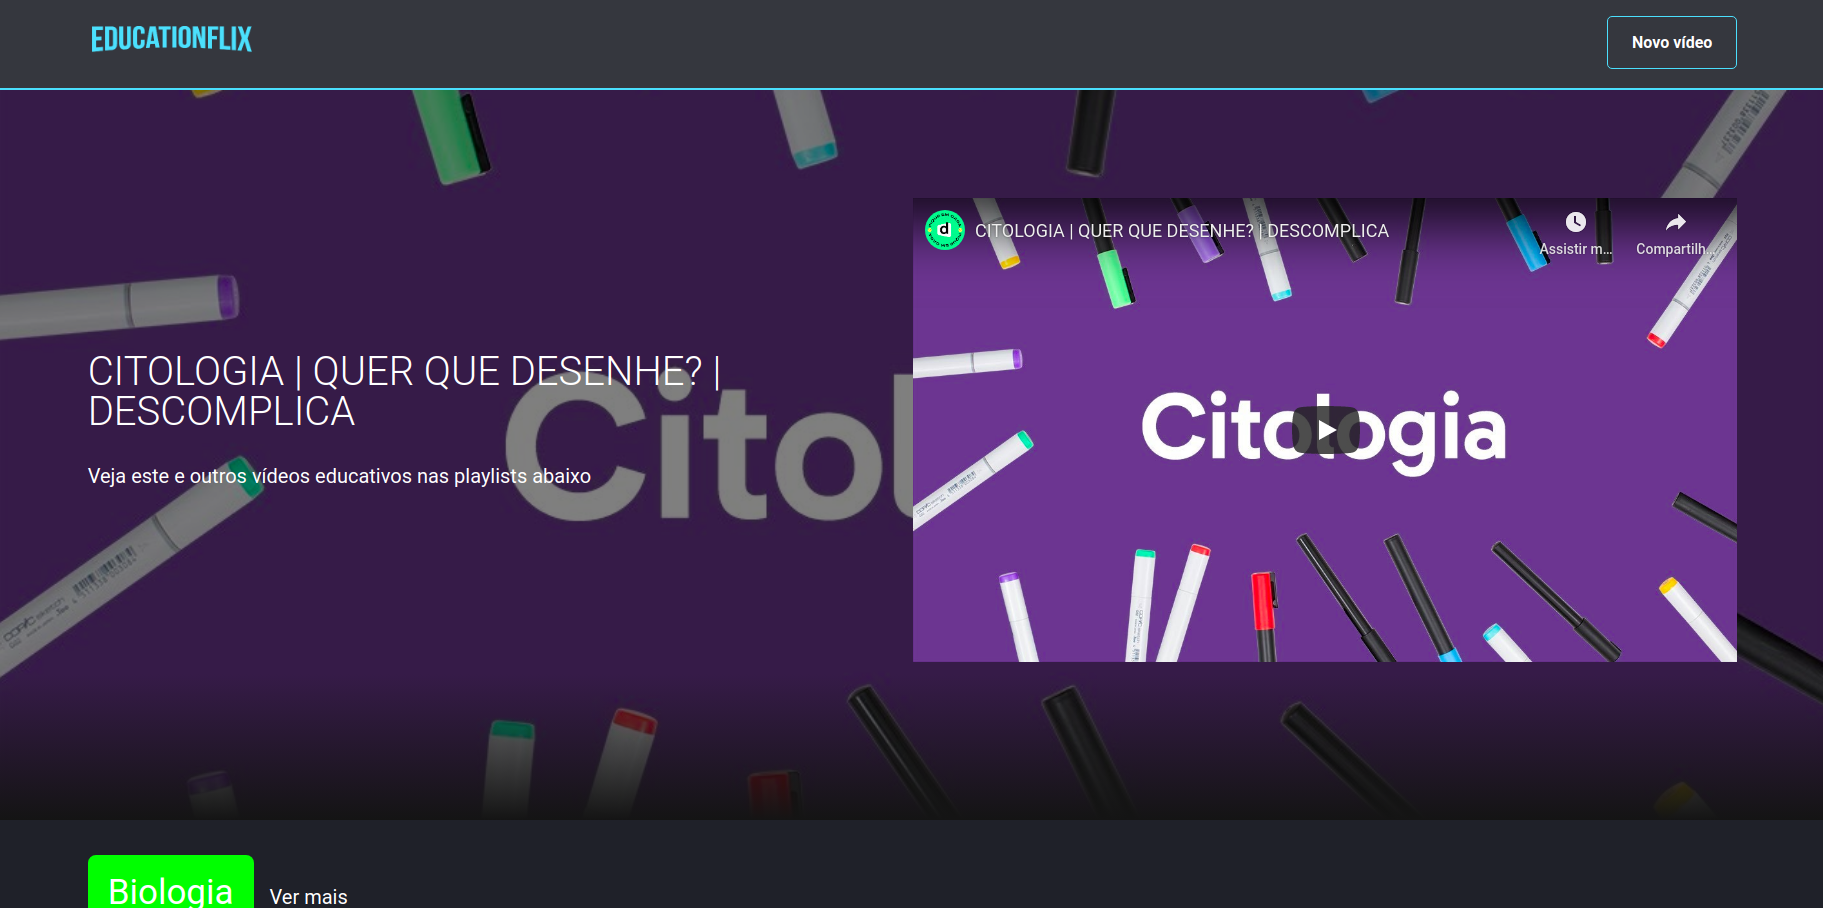 EDUCATIONFLIX
Novo vídeo
CITOLOGIA | QUER QUE DESENHE? |
DESCOMPLICA
Veja este e outros vídeos educativos nas playlists abaixo
Citol
d
CITOLOGIA | QUER QUE DESENHE? | DESCOMPLICA
Assistir m...
Compartilh...
Citologia
Biologia
Ver mais